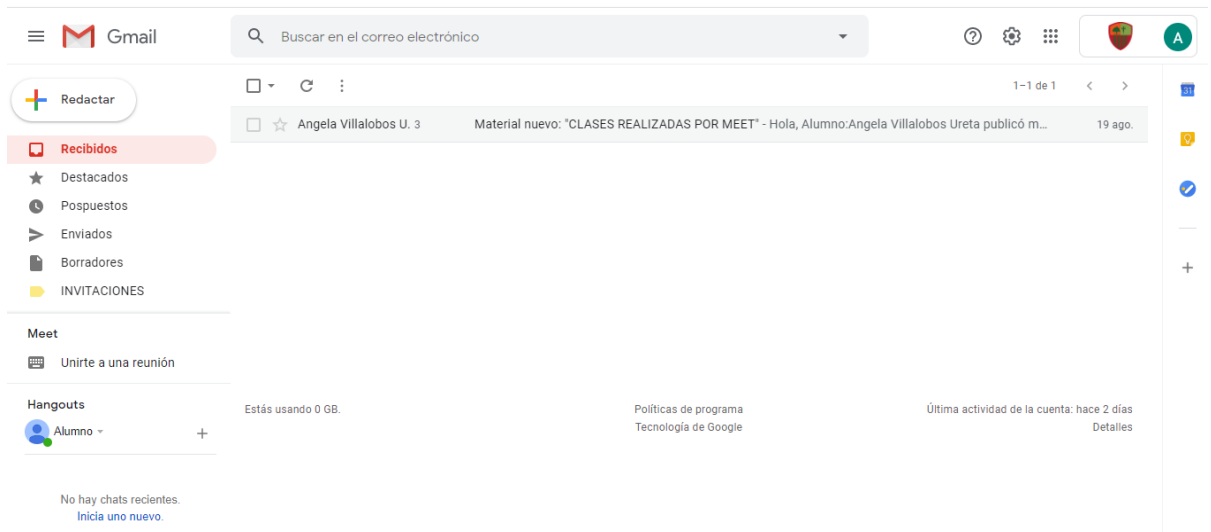 Gmail
Buscar en el correo electrónico
A
Redactar
1–1 de 1
31
Angela Villalobos U. 3 Material nuevo: "CLASES REALIZADAS POR MEET" - Hola, Alumno:Angela Villalobos Ureta publicó m... 19 ago.
Recibidos
Destacados
Pospuestos
Enviados
Borradores
INVITACIONES
Meet
Unirte a una reunión
Hangouts
Alumno
No hay chats recientes.
Inicia uno nuevo.
Estás usando 0 GB.
Políticas de programa
Tecnología de Google
Última actividad de la cuenta: hace 2 días
Detalles